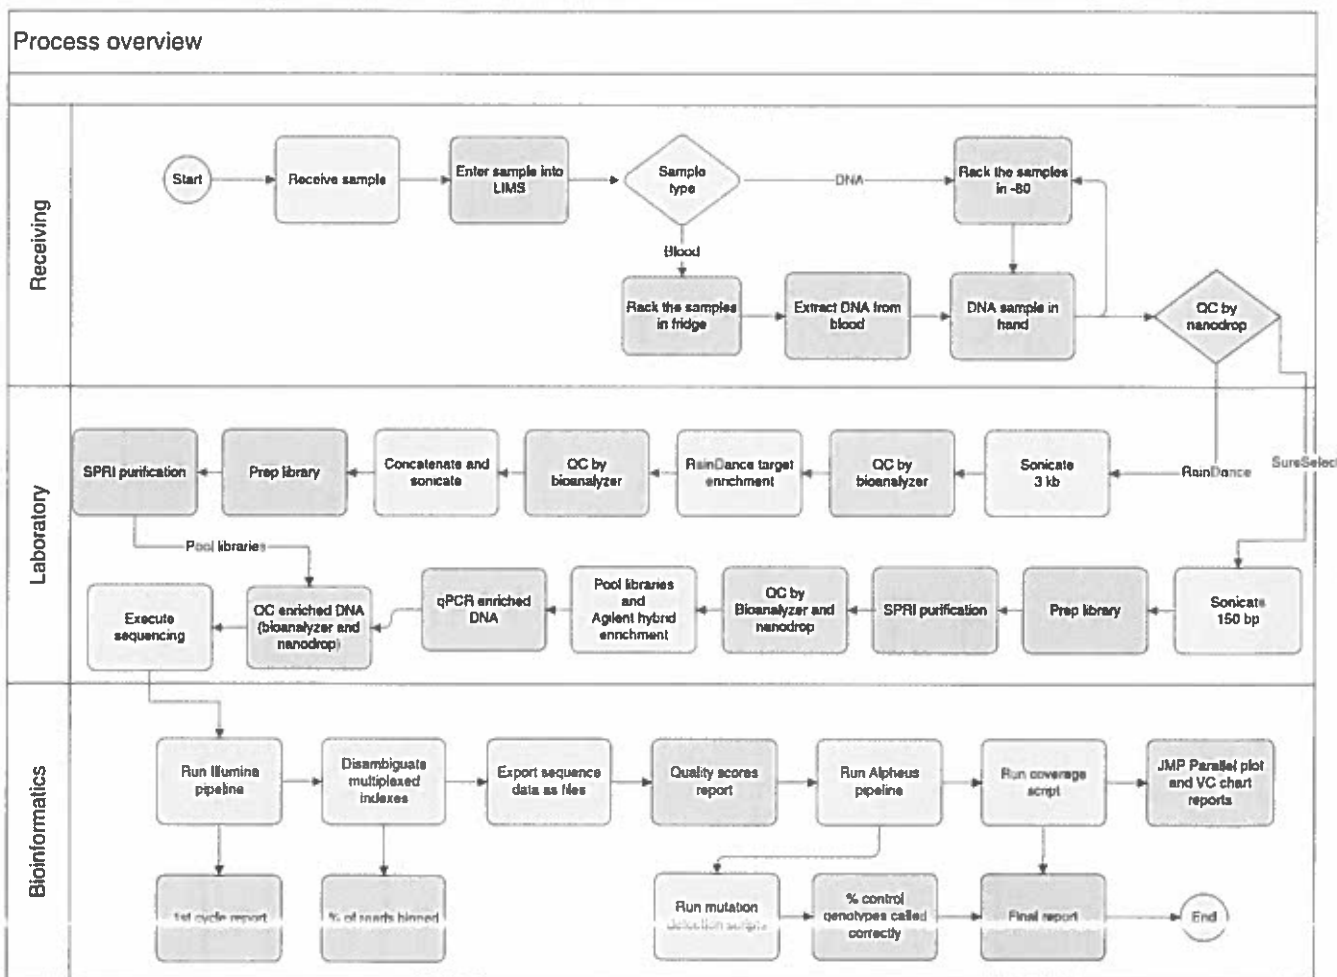 Process overview
Receiving
Start
Receive sample
Enter sample into
LIMS
Sample
type
DNA
Rack the samples
in -80
Blood
Rack the samples
in fridge
Extract DNA from
blood
DNA sample in
hand
QC by
nanodrop
Laboratory
SPRI purification
Prep library
Concatenate and
sonicate
QC by
bioanalyzer
RainDance target
enrichment
QC by
bioanalyzer
Sonicate
3 kb
RainDance
SureSelect
Pool libraries
Execute
sequencing
QC enriched DNA
(bioanalyzer and
nanodrop)
qPCR enriched
DNA
Pool libraries
and
Agilent hybrid
enrichment
QC by
Bioanalyzer and
nanodrop
SPRI purification
Prep library
Sonicate
150 bp
Bioinformatics
Run Illumina
pipeline
Disambiguate
multiplexed
indexes
Export sequence
data as files
Quality scores
report
Run Alpheus
pipeline
Run coverage
script
JMP Parallel plot
and VC chart
reports
1st cycle report
% of reads binned
Run mutation
detection scripts
% control
genotypes called
correctly
Final report
End